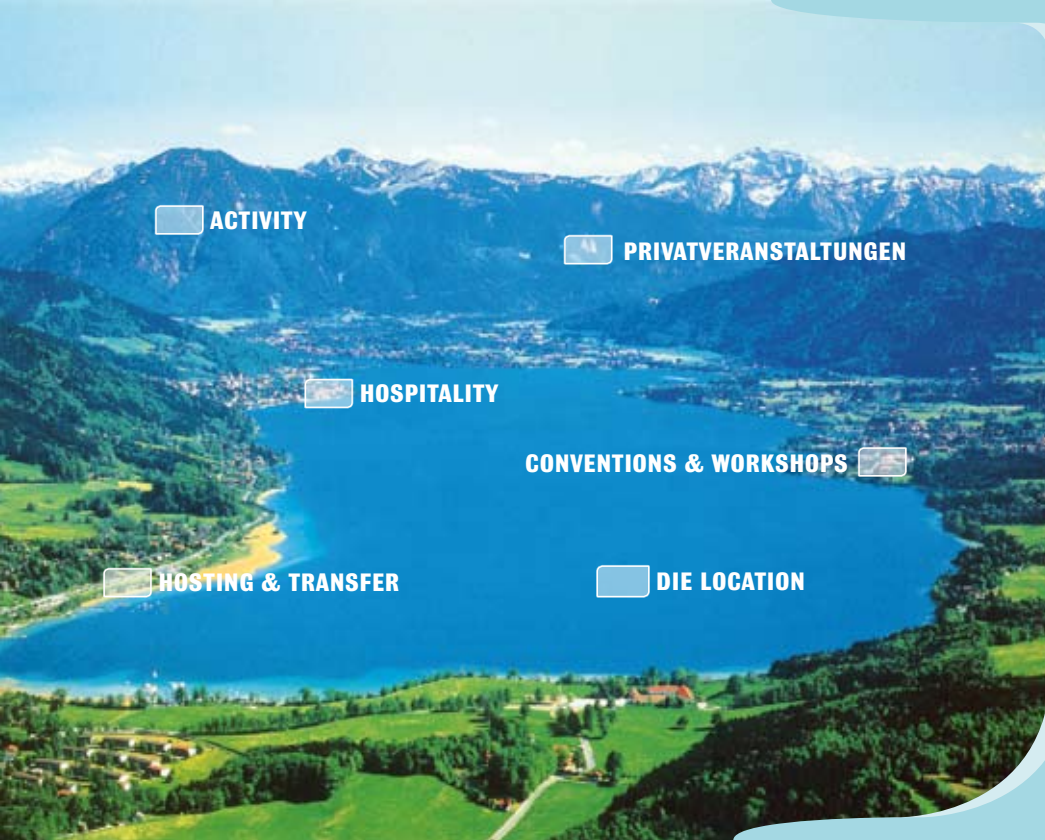 ACTIVITY
PRIVATVERANSTALTUNGEN
HOSPITALITY
CONVENTIONS & WORKSHOPS
HOSTING & TRANSFER
DIE LOCATION